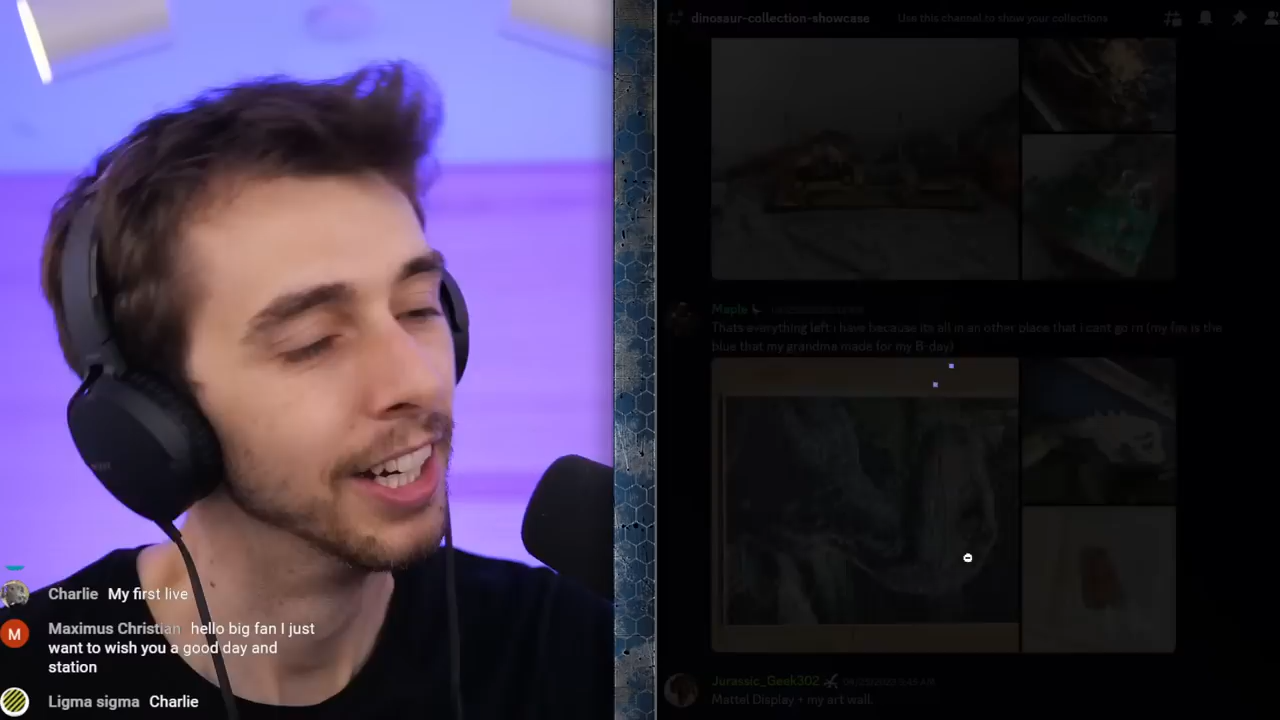 dinosaur-collection-showcase Use this channel to show your collections
Maple
Thats everything left i have because its all in an other place that i cant go in (my fav is the
blue that my grandma made for my B-day)
Jurassic_Geek302
Mattel Display + my art wall.
Charlie My first live
M Maximus Christian hello big fan I just
want to wish you a good day and
station
Ligma sigma Charlie